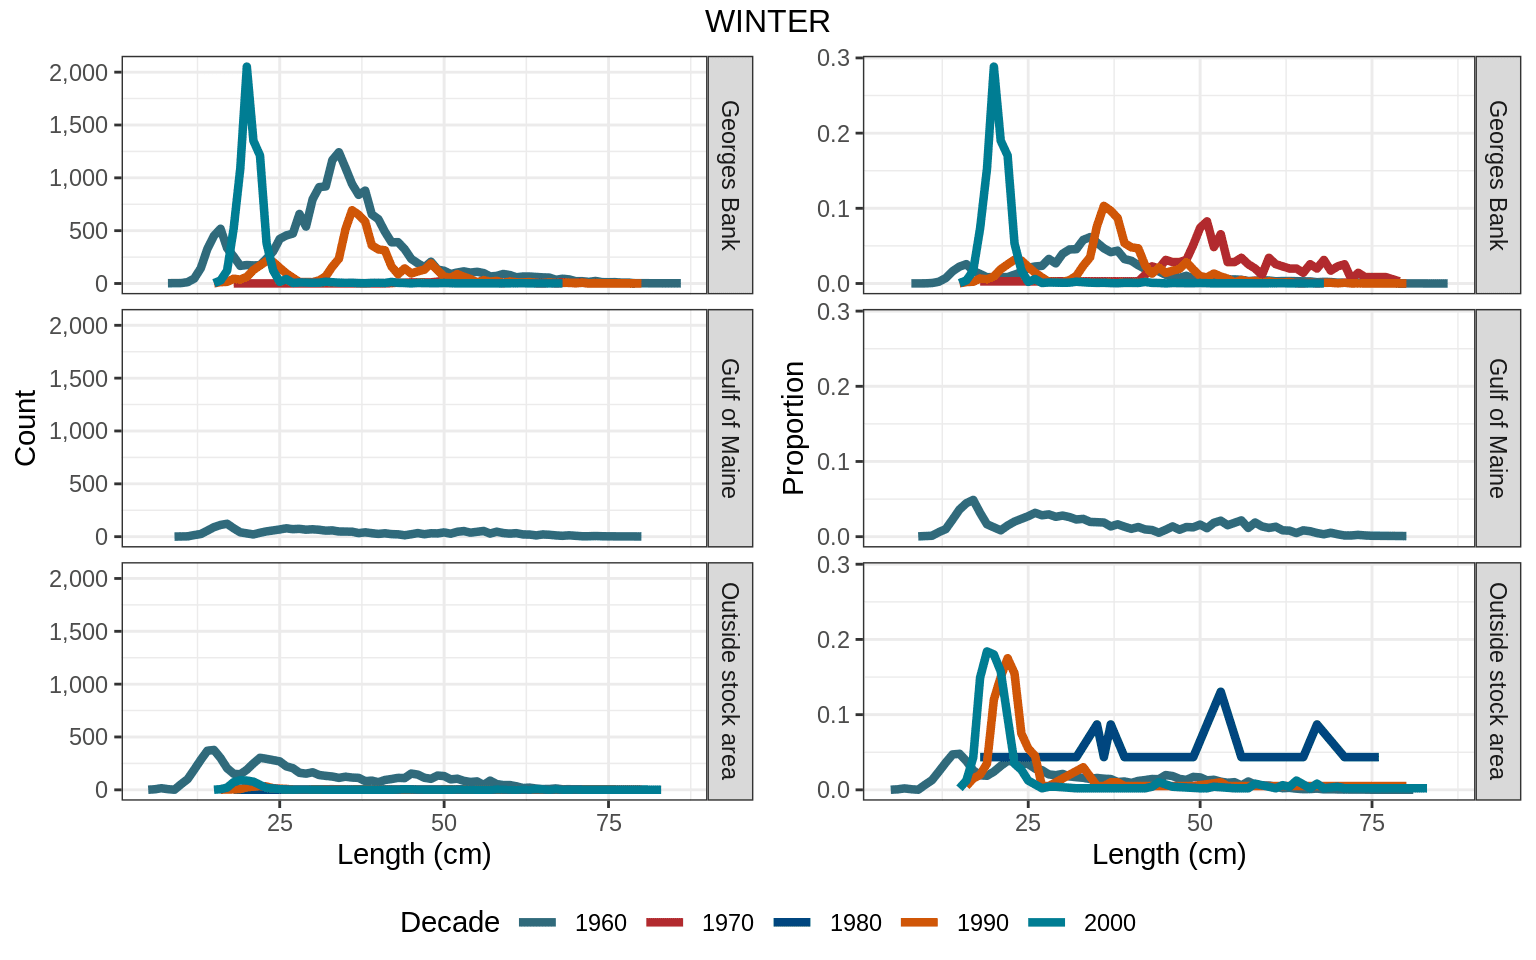 WINTER
2,000
1,500
1,000
500
0
Georges Bank
0.3
0.2
0.1
0.0
Georges Bank
2,000
1,500
1,000
500
0
Gulf of Maine
0.3
0.2
0.1
0.0
Gulf of Maine
2,000
1,500
1,000
500
0
Outside stock area
0.3
0.2
0.1
0.0
Outside stock area
Count
Proportion
25
50
75
25
50
75
Length (cm)
Length (cm)
Decade 1960 1970 1980 1990 2000